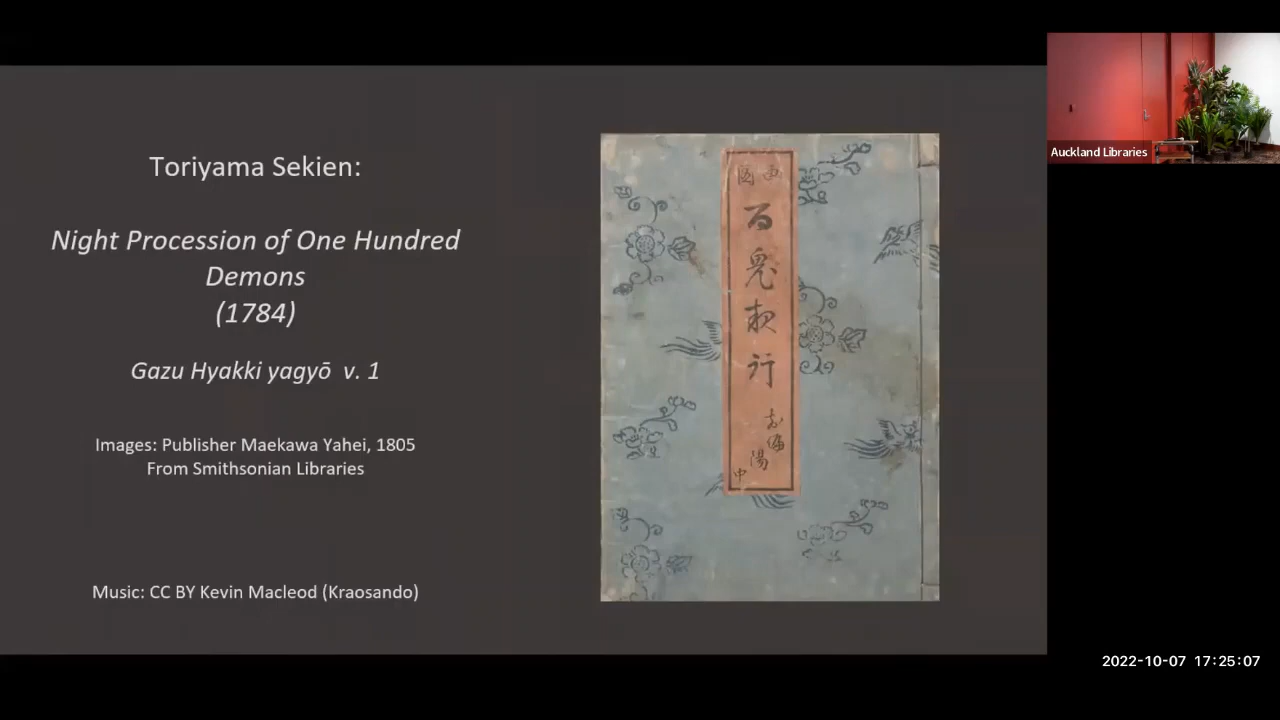 Toriyama Sekien:
Night Procession of One Hundred
Demons
(1784)
Gazu Hyakki yagyō v. 1
Images: Publisher Maekawa Yahei, 1805
From Smithsonian Libraries
Music: CC BY Kevin Macleod (Kraosando)
百
鬼
夜
行
陽
中
Auckland Libraries
2022-10-07 17:25:07